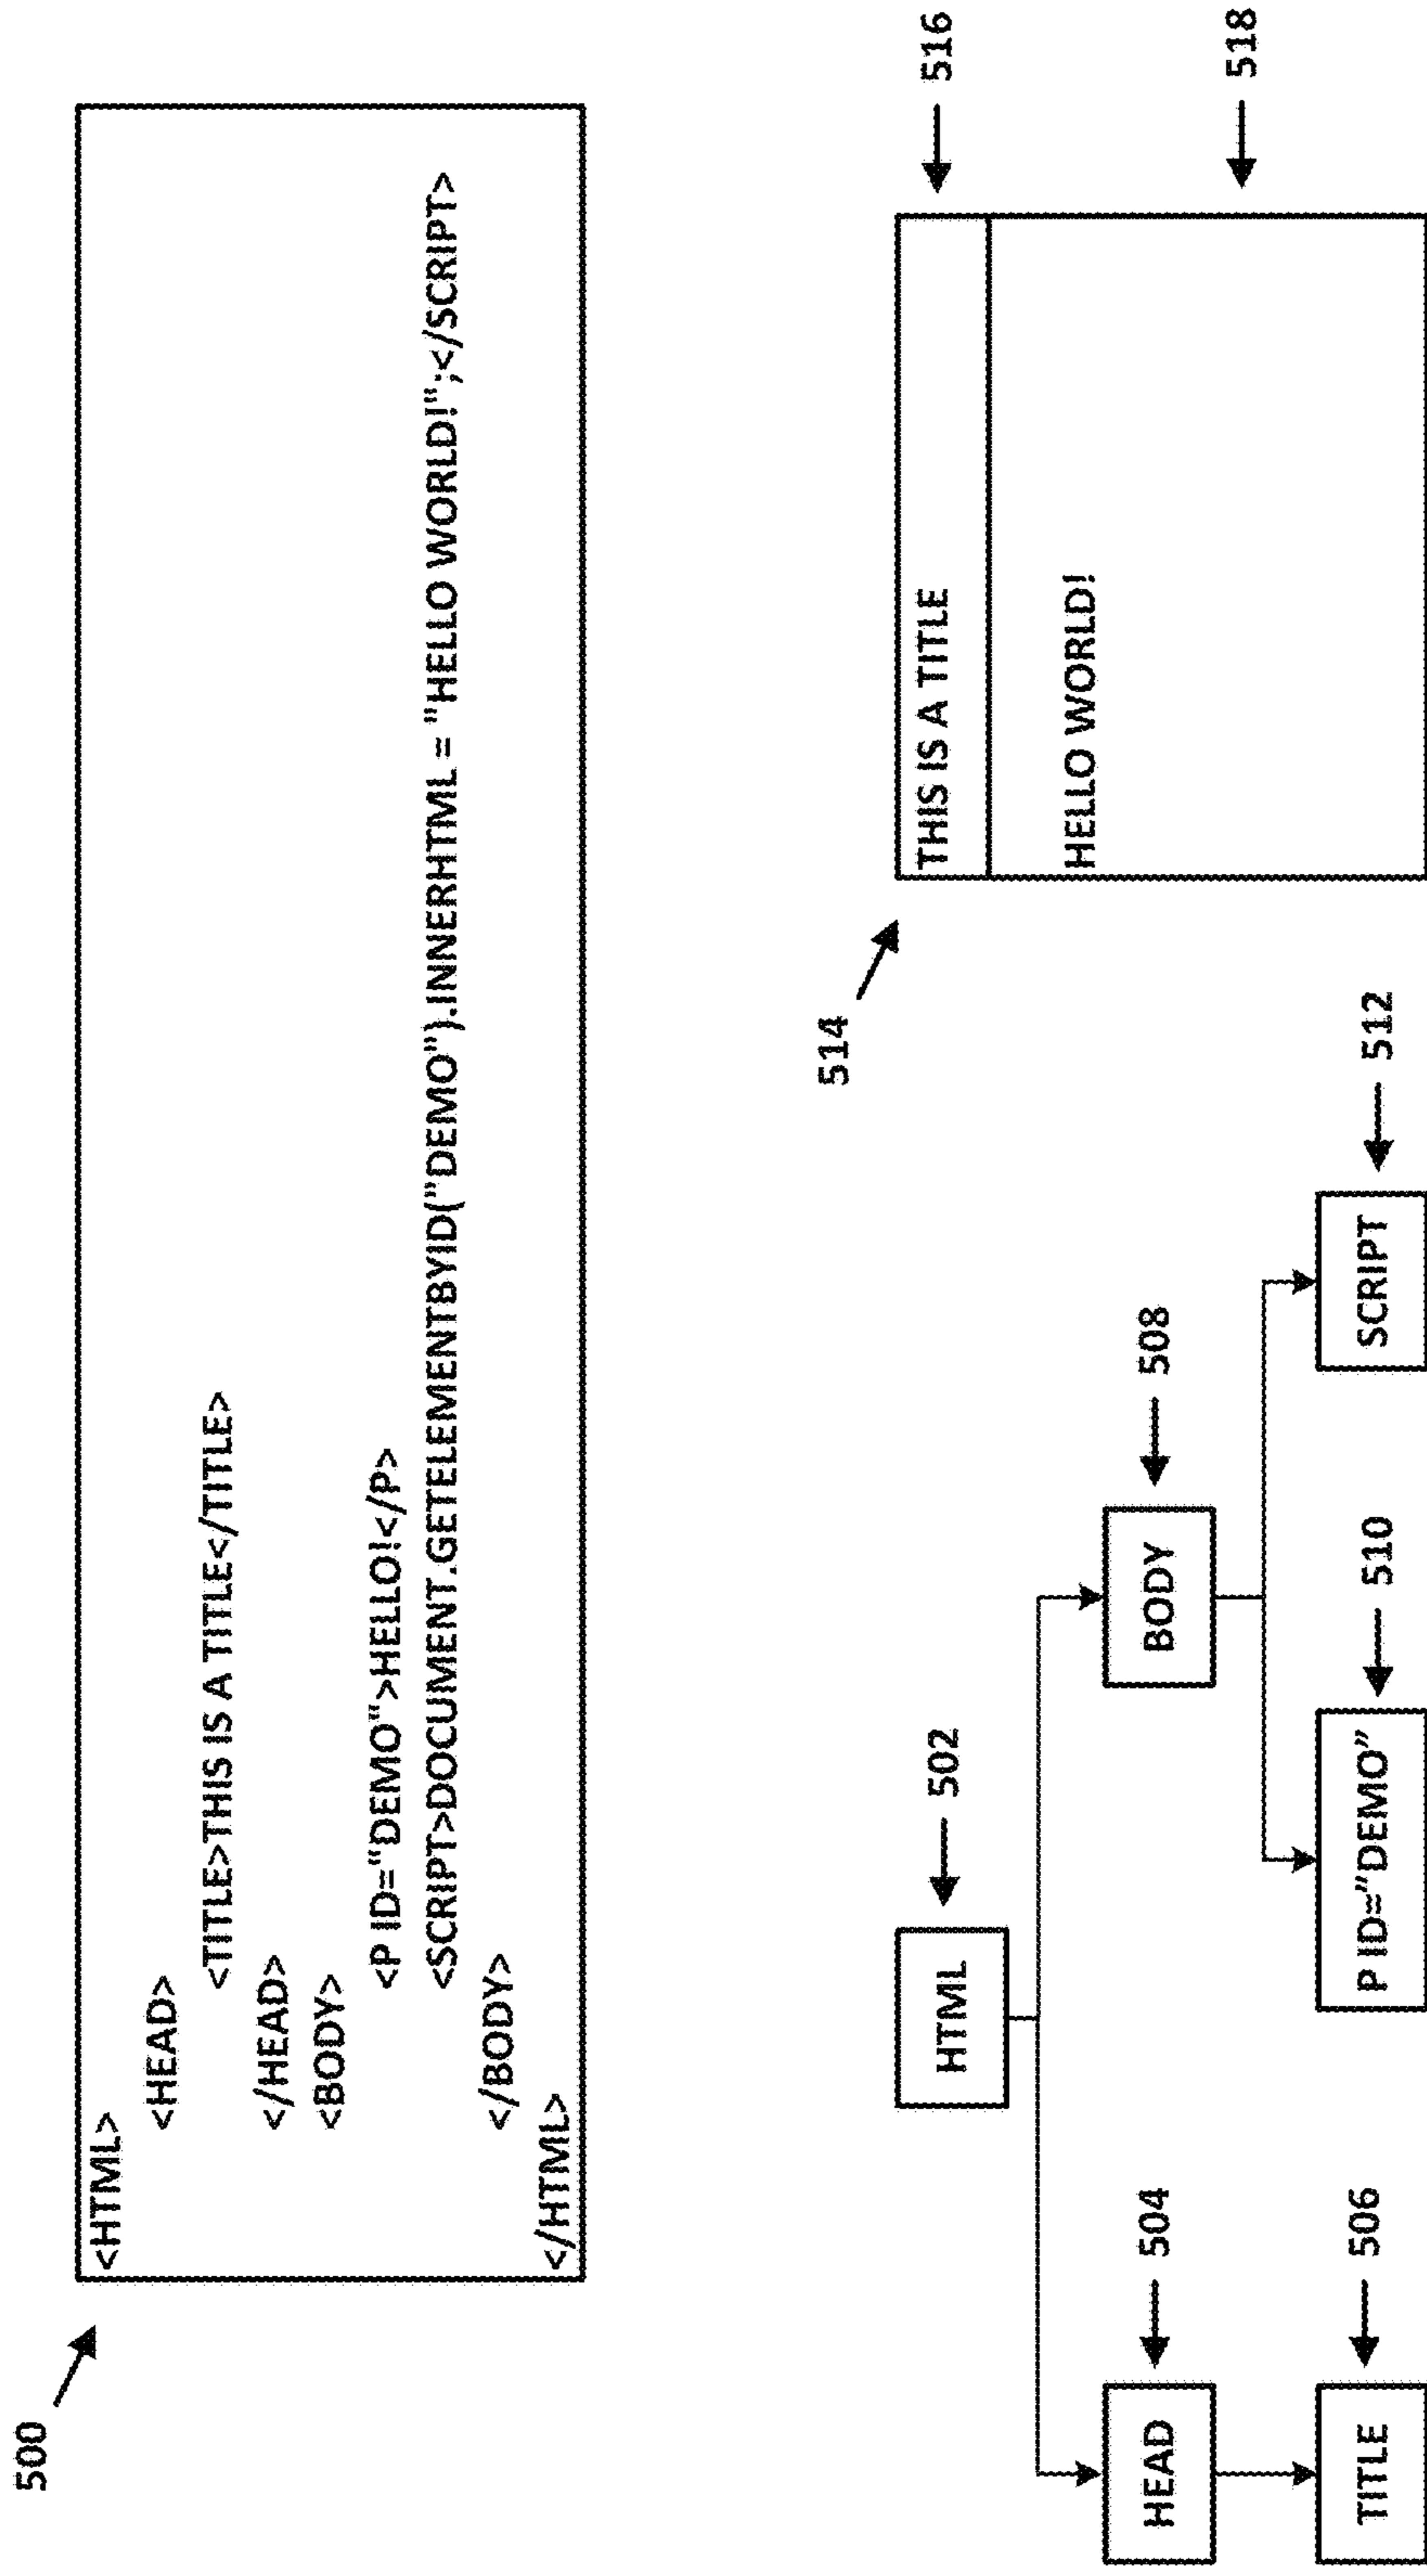 500
<HTML>
<HEAD>
<TITLE>THIS IS A TITLE</TITLE>
</HEAD>
<BODY>
<P ID="DEMO">HELLO!</P>
<SCRIPT>DOCUMENT.GETELEMENTBYID("DEMO").INNERHTML = "HELLO WORLD!";</SCRIPT>
</BODY>
</HTML>
HTML
502
HEAD
504
BODY
508
TITLE
506
P ID=”DEMO”
510
SCRIPT
512
514
THIS IS A TITLE
516
HELLO WORLD!
518